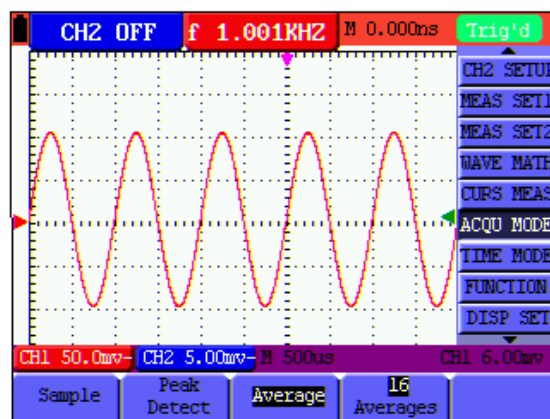 CH2 OFF
f 1.001KHZ
M 0.000ns
Trig'd
CH2 SETUP
MEAS SET1
MEAS SET2
WAVE MATH
CURS MEAS
ACQU MODE
TIME MODE
FUNCTION
DISP SET
CH1 50.0mv-
CH2 5.00mv-
M 500us
CH1 6.00mv
Sample
Peak
Detect
Average
16
Averages